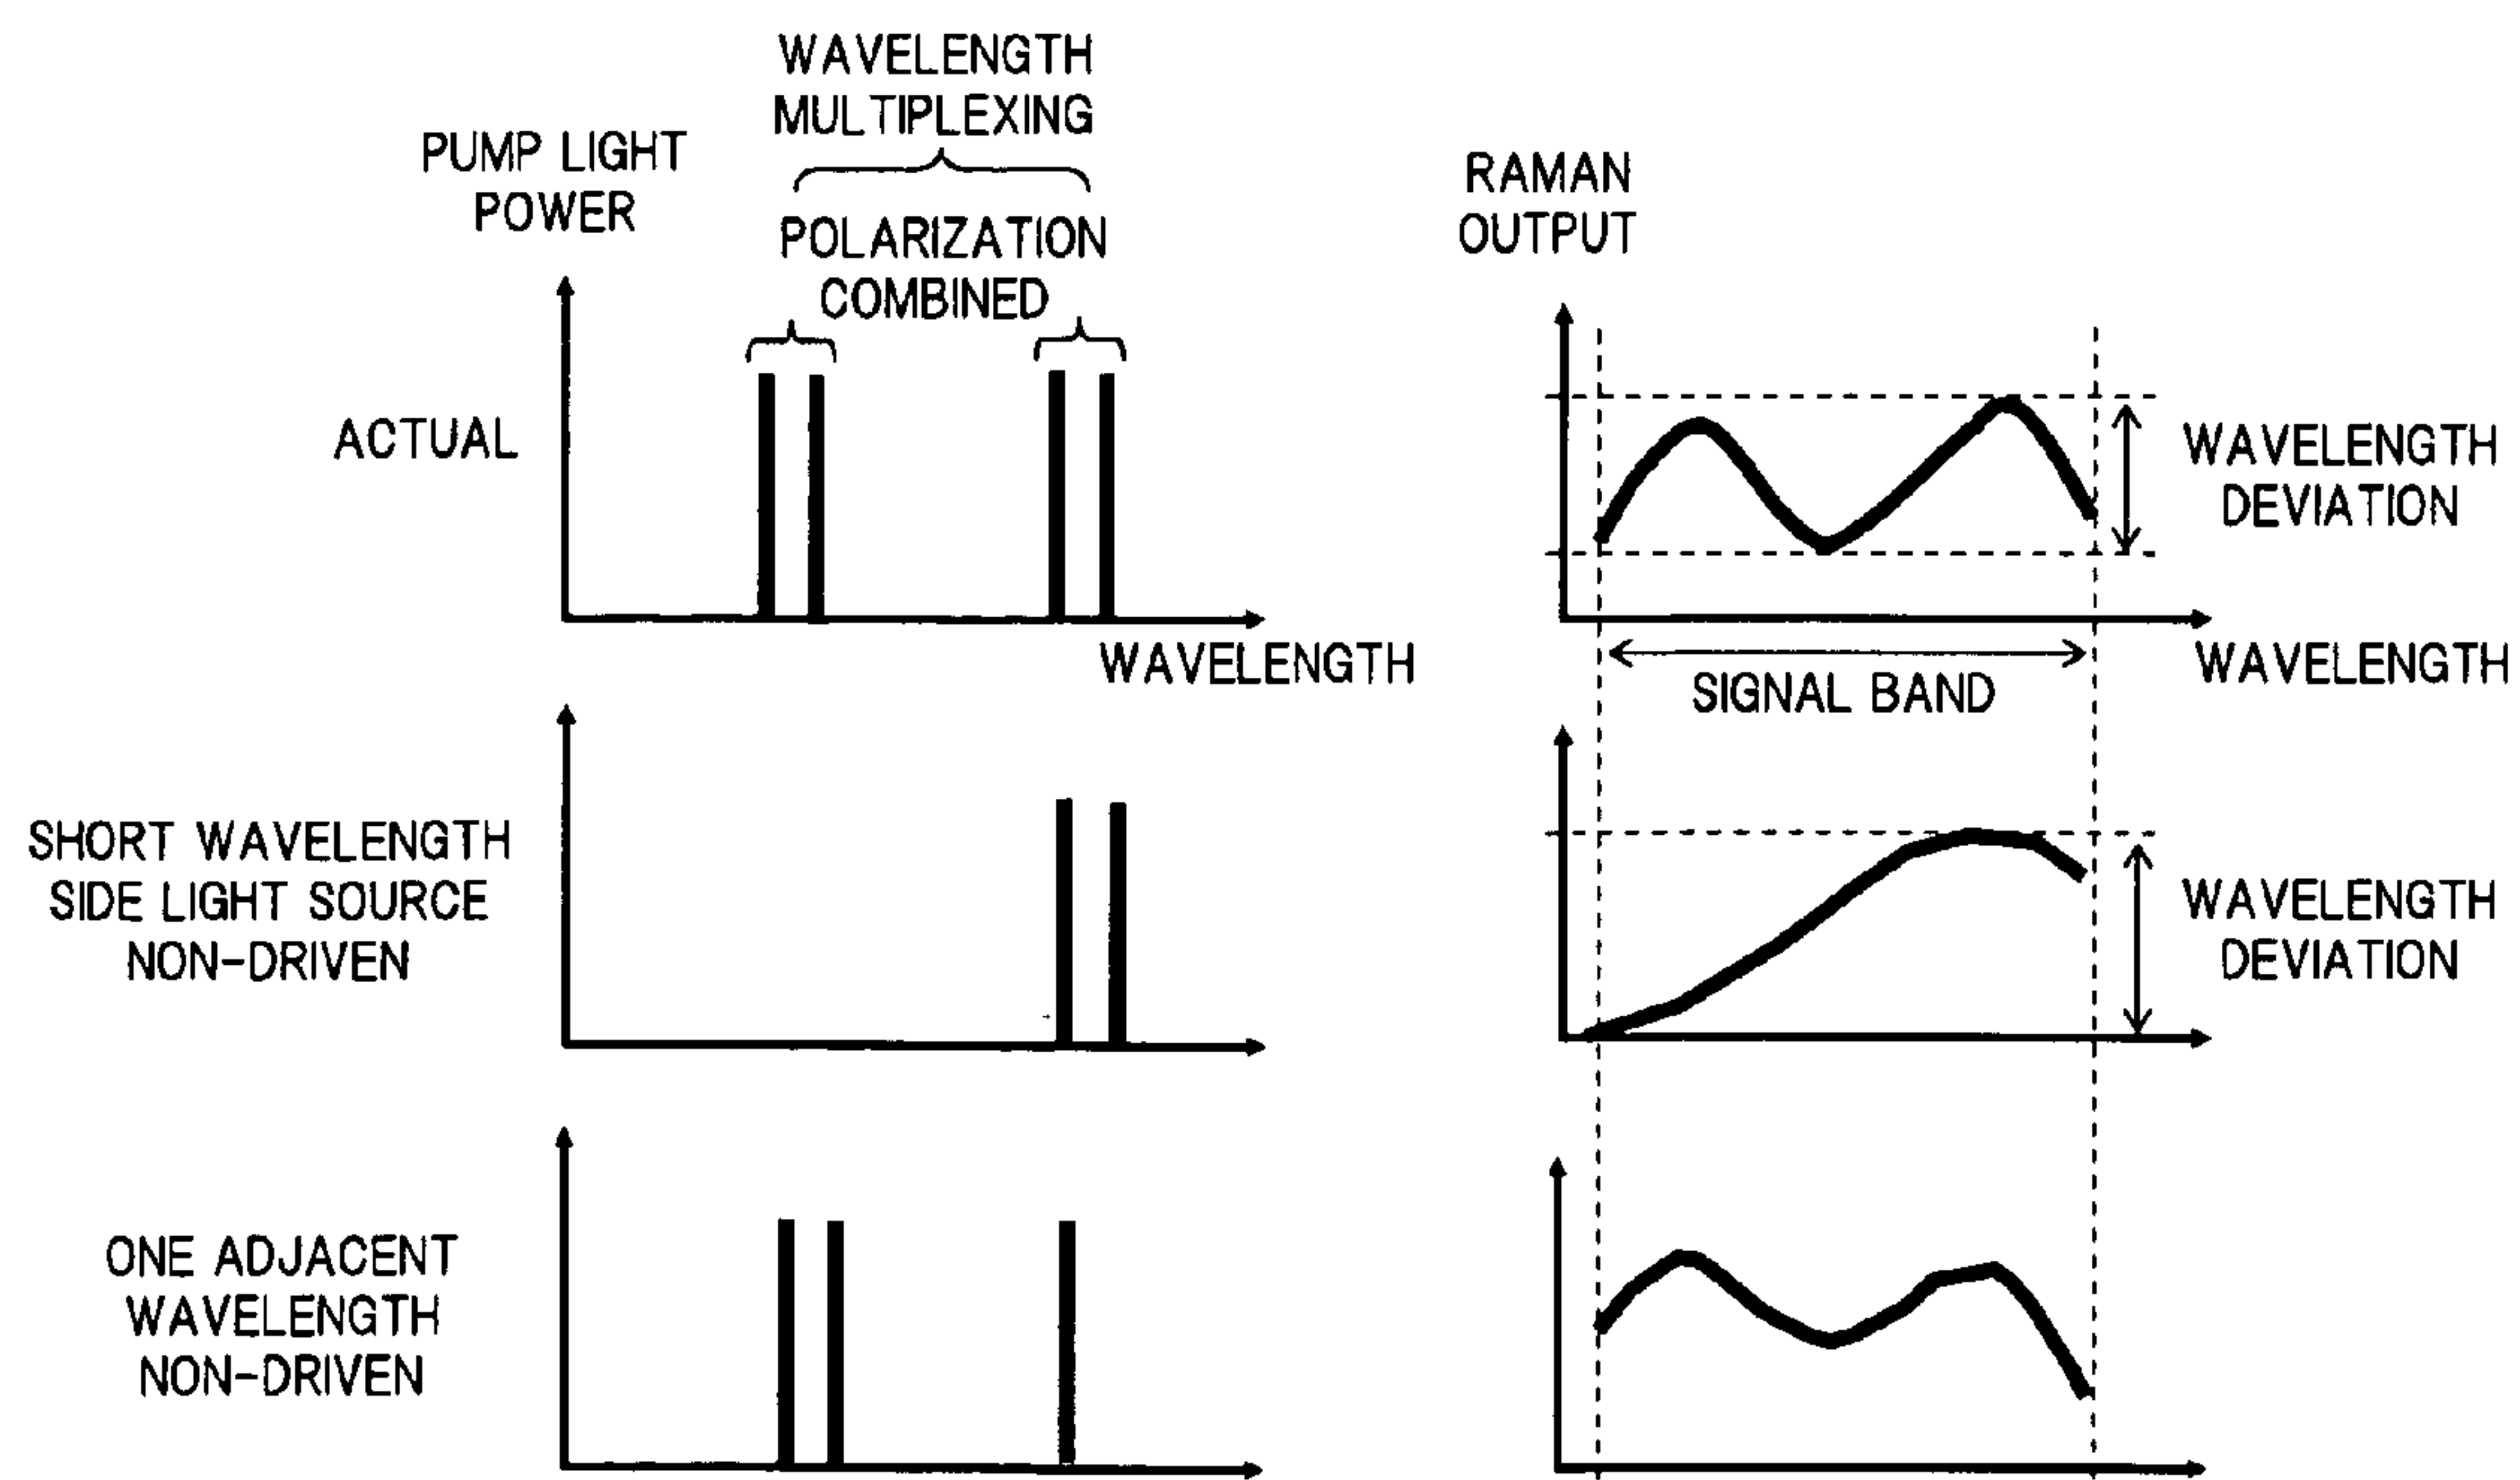 WAVELENGTH
MULTIPLEXING
PUMP LIGHT
POWER
POLARIZATION
COMBINED
RAMAN
OUTPUT
ACTUAL
WAVELENGTH
DEVIATION
WAVELENGTH
WAVELENGTH
SIGNAL BAND
SHORT WAVELENGTH
SIDE LIGHT SOURCE
NON-DRIVEN
WAVELENGTH
DEVIATION
ONE ADJACENT
WAVELENGTH
NON-DRIVEN